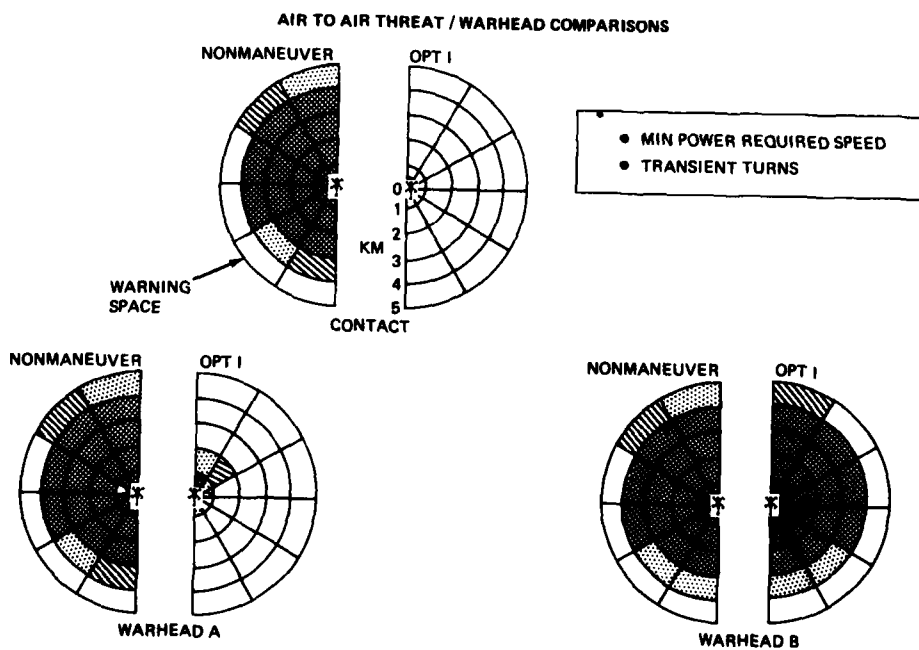 AIR TO AIR THREAT / WARHEAD COMPARISONS
NONMANEUVER
OPT I
• MIN POWER REQUIRED SPEED
• TRANSIENT TURNS
0
1
2
3
4
5
KM
WARNING
SPACE
CONTACT
NONMANEUVER
OPT I
NONMANEUVER
OPT I
WARHEAD A
WARHEAD B